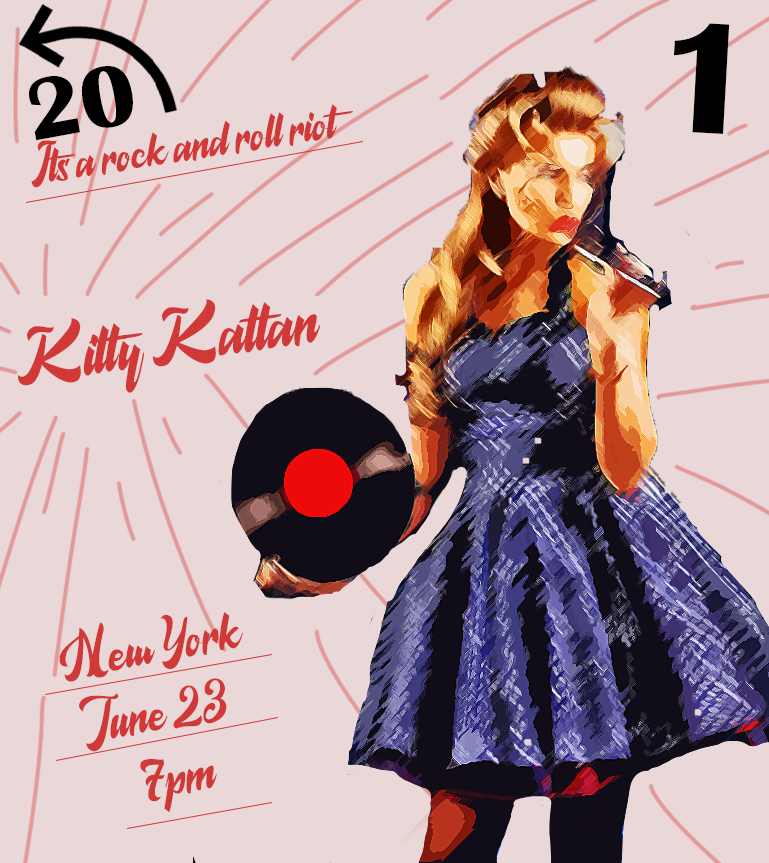 20
1
Its a rock and roll riot
Kitty Kattan
New York
June 23
7pm